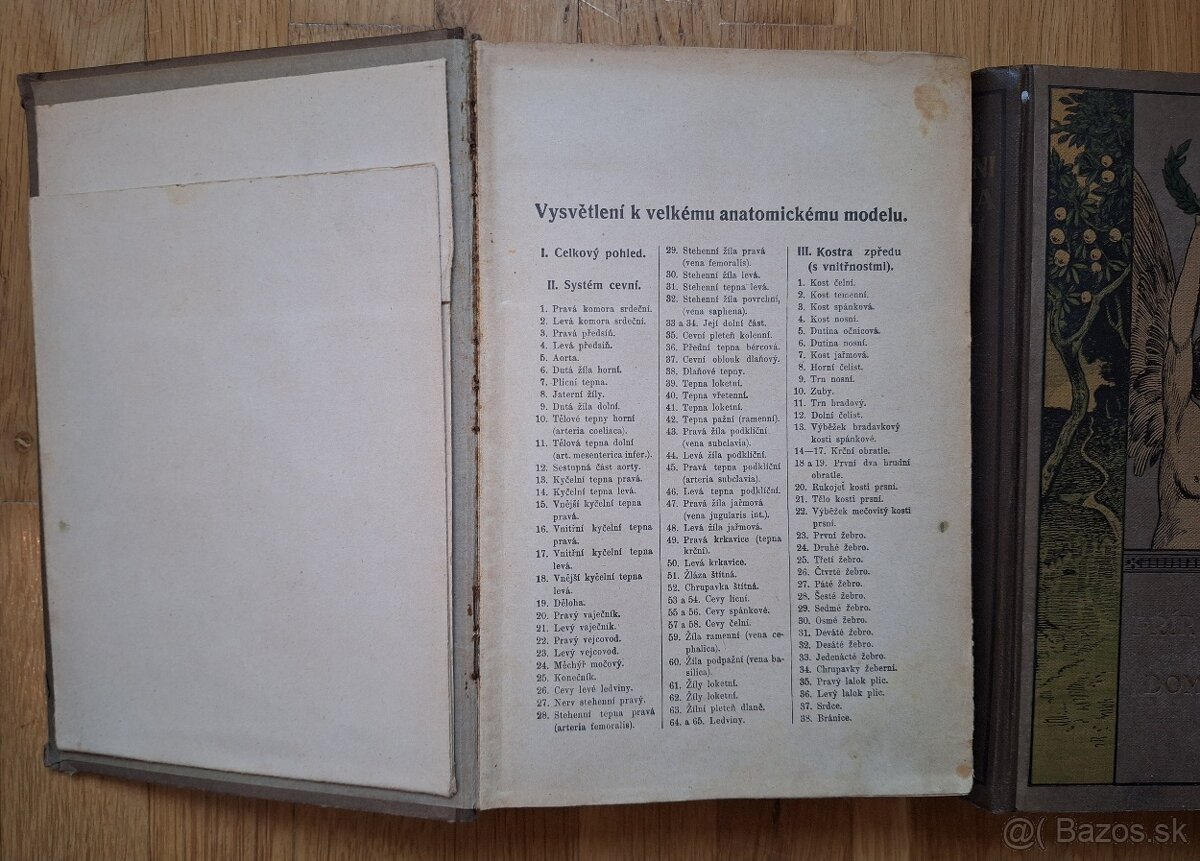 Vysvětlení k velkému anatomickému modelu.
I. Celkový pohled.
II. Systém cevní.
1. Pravá komora srdeční.
2. Levá komora srdeční.
3. Pravá předsíň.
4. Levá předsíň.
5. Aorta.
6. Dutá žíla horní.
7. Plicní tepna.
8. Jaterní žíly.
9. Dutá žíla dolní.
10. Tělové tepny horní
(arteria coelisca).
11. Tělová tepna dolní
(art. mesenterica infer.).
12. Sestupná část aorty.
13. Kyčelní tepna pravá.
14. Kyčelní tepna levá.
15. Vnější kyčelní tepna
pravá.
16. Vnitřní kyčelní tepna
pravá.
17. Vnitřní kyčelní tepna
levá.
18. Vnější kyčelní tepna
levá.
19. Děloha.
20. Pravý vaječník.
21. Levý vaječník.
22. Pravý vejcovod.
23. Levý vejcovod.
24. Měchýř močový.
25. Konečník.
26. Cevy levé ledviny.
27. Nerv stehenní pravý.
28. Stehenní tepna pravá
(arteria femoralis).
29. Stehenní žíla pravá
(vena femoralis).
30. Stehenní žíla levá.
31. Stehenní tepna levá.
32. Stehenní žíla povrchní,
(vena saphena).
33 a 34. Její dolní část.
35. Cevní pleteň kolenní.
36. Přední tepna bércová.
37. Cevní oblouk dlaňový.
38. Dlaňové tepny.
39. Tepna loketní.
40. Tepna vřetenní.
41. Tepna loketní.
42. Tepna pažní (ramenní).
43. Pravá žíla podkliční
(vena subclavia).
44. Levá žíla podkliční.
45. Pravá tepna podkliční
(arteria subclavia).
46. Levá tepna podkliční.
47. Pravá žíla jařmová
(vena jugularis int.).
48. Levá žíla jařmová.
49. Pravá krkavice (tepna
krční).
50. Levá krkavice.
51. Žláza štítná.
52. Chrupavka štítná.
53 a 54. Cevy lícní.
55 a 56. Cevy spánkové.
57 a 58. Cevy čelní.
59. Žíla ramenní (vena ce-
phalica).
60. Žíla podpažní (vena ba-
silica).
61. Žíly loketní.
62. Žíly loketní.
63. Žilní pleteň dlaně.
64. a 65. Ledviny.
III. Kostra zpředu
(s vnitřnostmi).
1. Kost čelní.
2. Kost temenní.
3. Kost spánková.
4. Kost nosní.
5. Dutina očnicová.
6. Dutina nosní.
7. Kost jařmová.
8. Horní čelist.
9. Trn nosní.
10. Zuby.
11. Trn bradový.
12. Dolní čelist.
13. Výběžek bradavkový
kosti spánkové.
14—17. Krční obratle.
18 a 19. První dva hrudní
obratle.
20. Rukojeť kosti prsní.
21. Tělo kosti prsní.
22. Výběžek mečovitý kosti
prsní.
23. První žebro.
24. Druhé žebro.
25. Třetí žebro.
26. Čtvrté žebro.
27. Páté žebro.
28. Šesté žebro.
29. Sedmé žebro.
30. Osmé žebro.
31. Deváté žebro.
32. Desáté žebro.
33. Jedenácté žebro.
34. Chrupavky žeberní.
35. Pravý lalok plic.
36. Levý lalok plic.
37. Srdce.
38. Bránice.
DOM
@( Bazos.sk